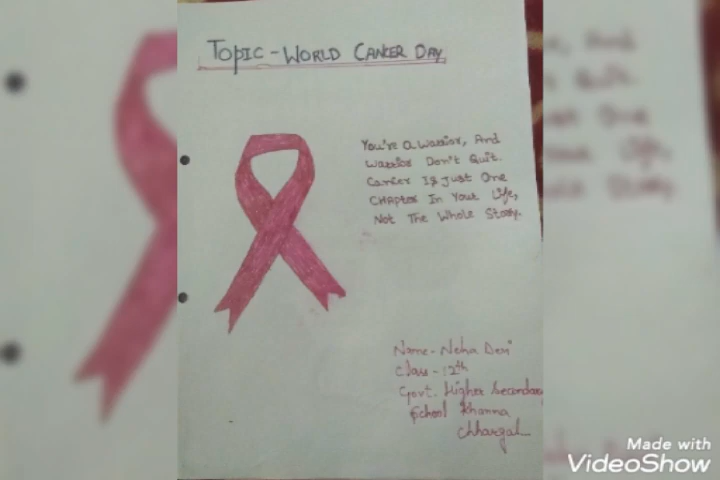 TOPIC - WORLD CANCER DAY
You're a warrior, And
Warrior Don't Quit.
Cancer Is Just One
CHAPter In Your Life,
Not The Whole Story.
Name - Neha Devi
Class - 12th
Govt. Higher Secondary
School Khanna
Chhargal
Made with
VideoShow